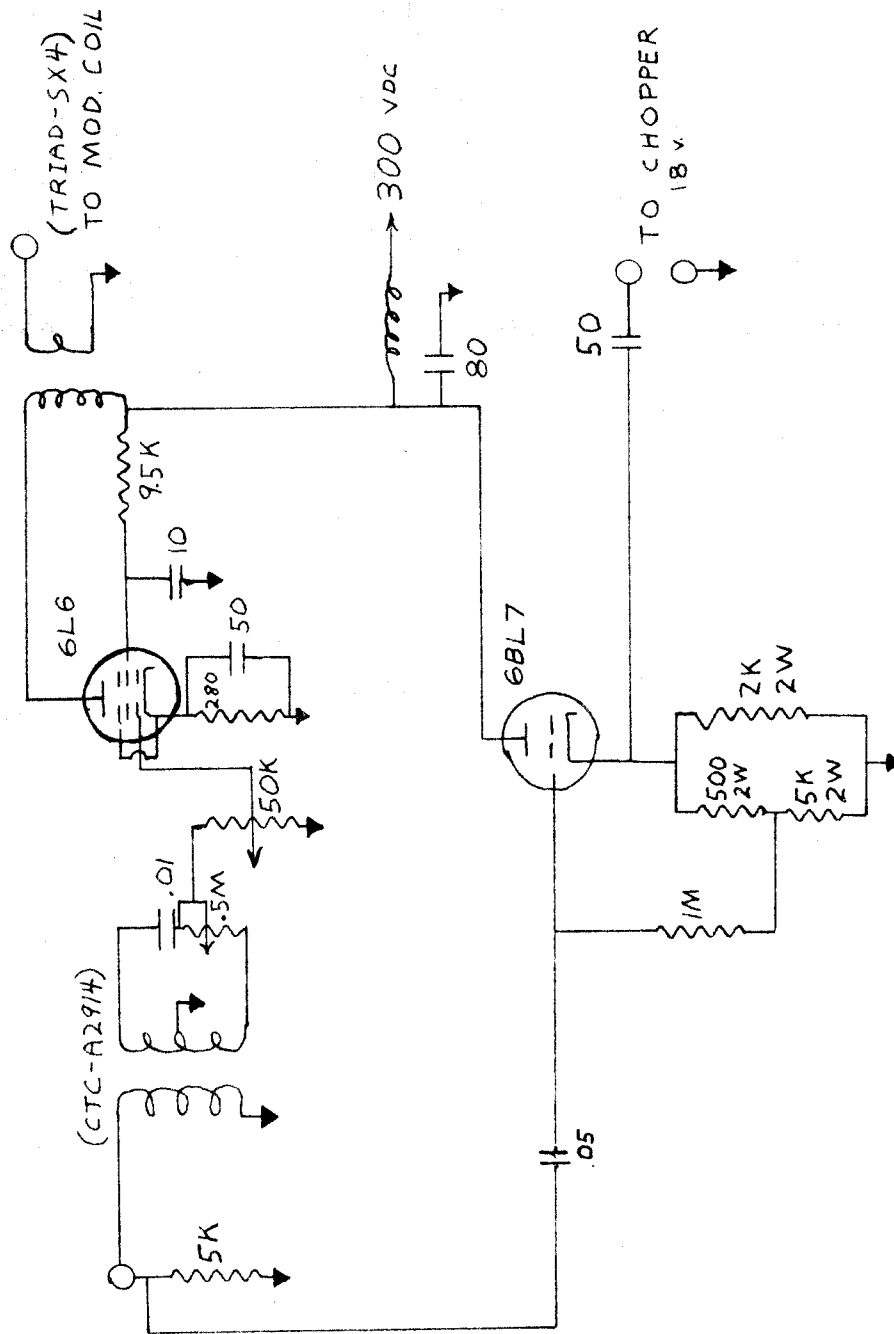 (TRIAD-SX4)
TO MOD. COIL
6L6
9.5K
10
280
50
(CTC-A2914)
.01
.5M
50K
5K
300 VDC
80
6BL7
50
TO CHOPPER
18 v.
.05
1M
500
2W
5K
2W
2K
2W